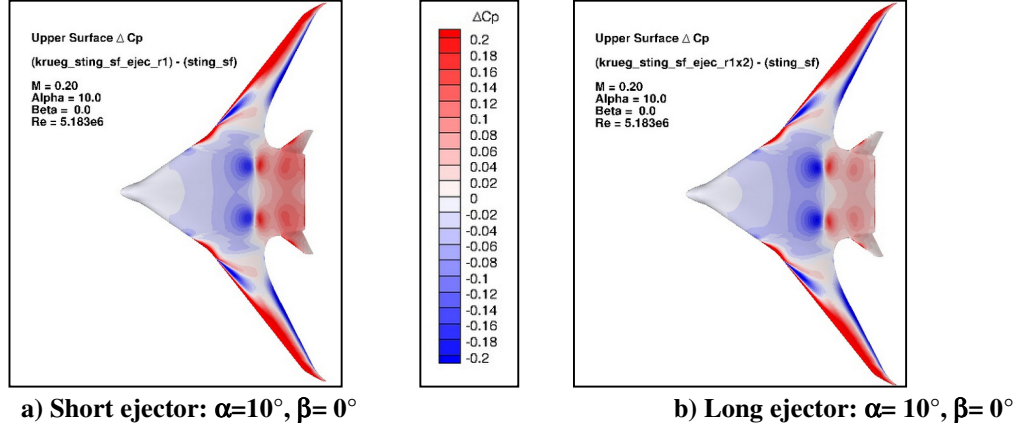 Upper Surface Δ Cp
(krueg_sting_sf_ejec_r1) - (sting_sf)
M = 0.20
Alpha = 10.0
Beta = 0.0
Re = 5.183e6
ΔCp
0.2
0.18
0.16
0.14
0.12
0.1
0.08
0.06
0.04
0.02
0
-0.02
-0.04
-0.06
-0.08
-0.1
-0.12
-0.14
-0.16
-0.18
-0.2
Upper Surface Δ Cp
(krueg_sting_sf_ejec_r1x2) - (sting_sf)
M = 0.20
Alpha = 10.0
Beta = 0.0
Re = 5.183e6
a) Short ejector: α=10°, β= 0°
b) Long ejector: α= 10°, β= 0°